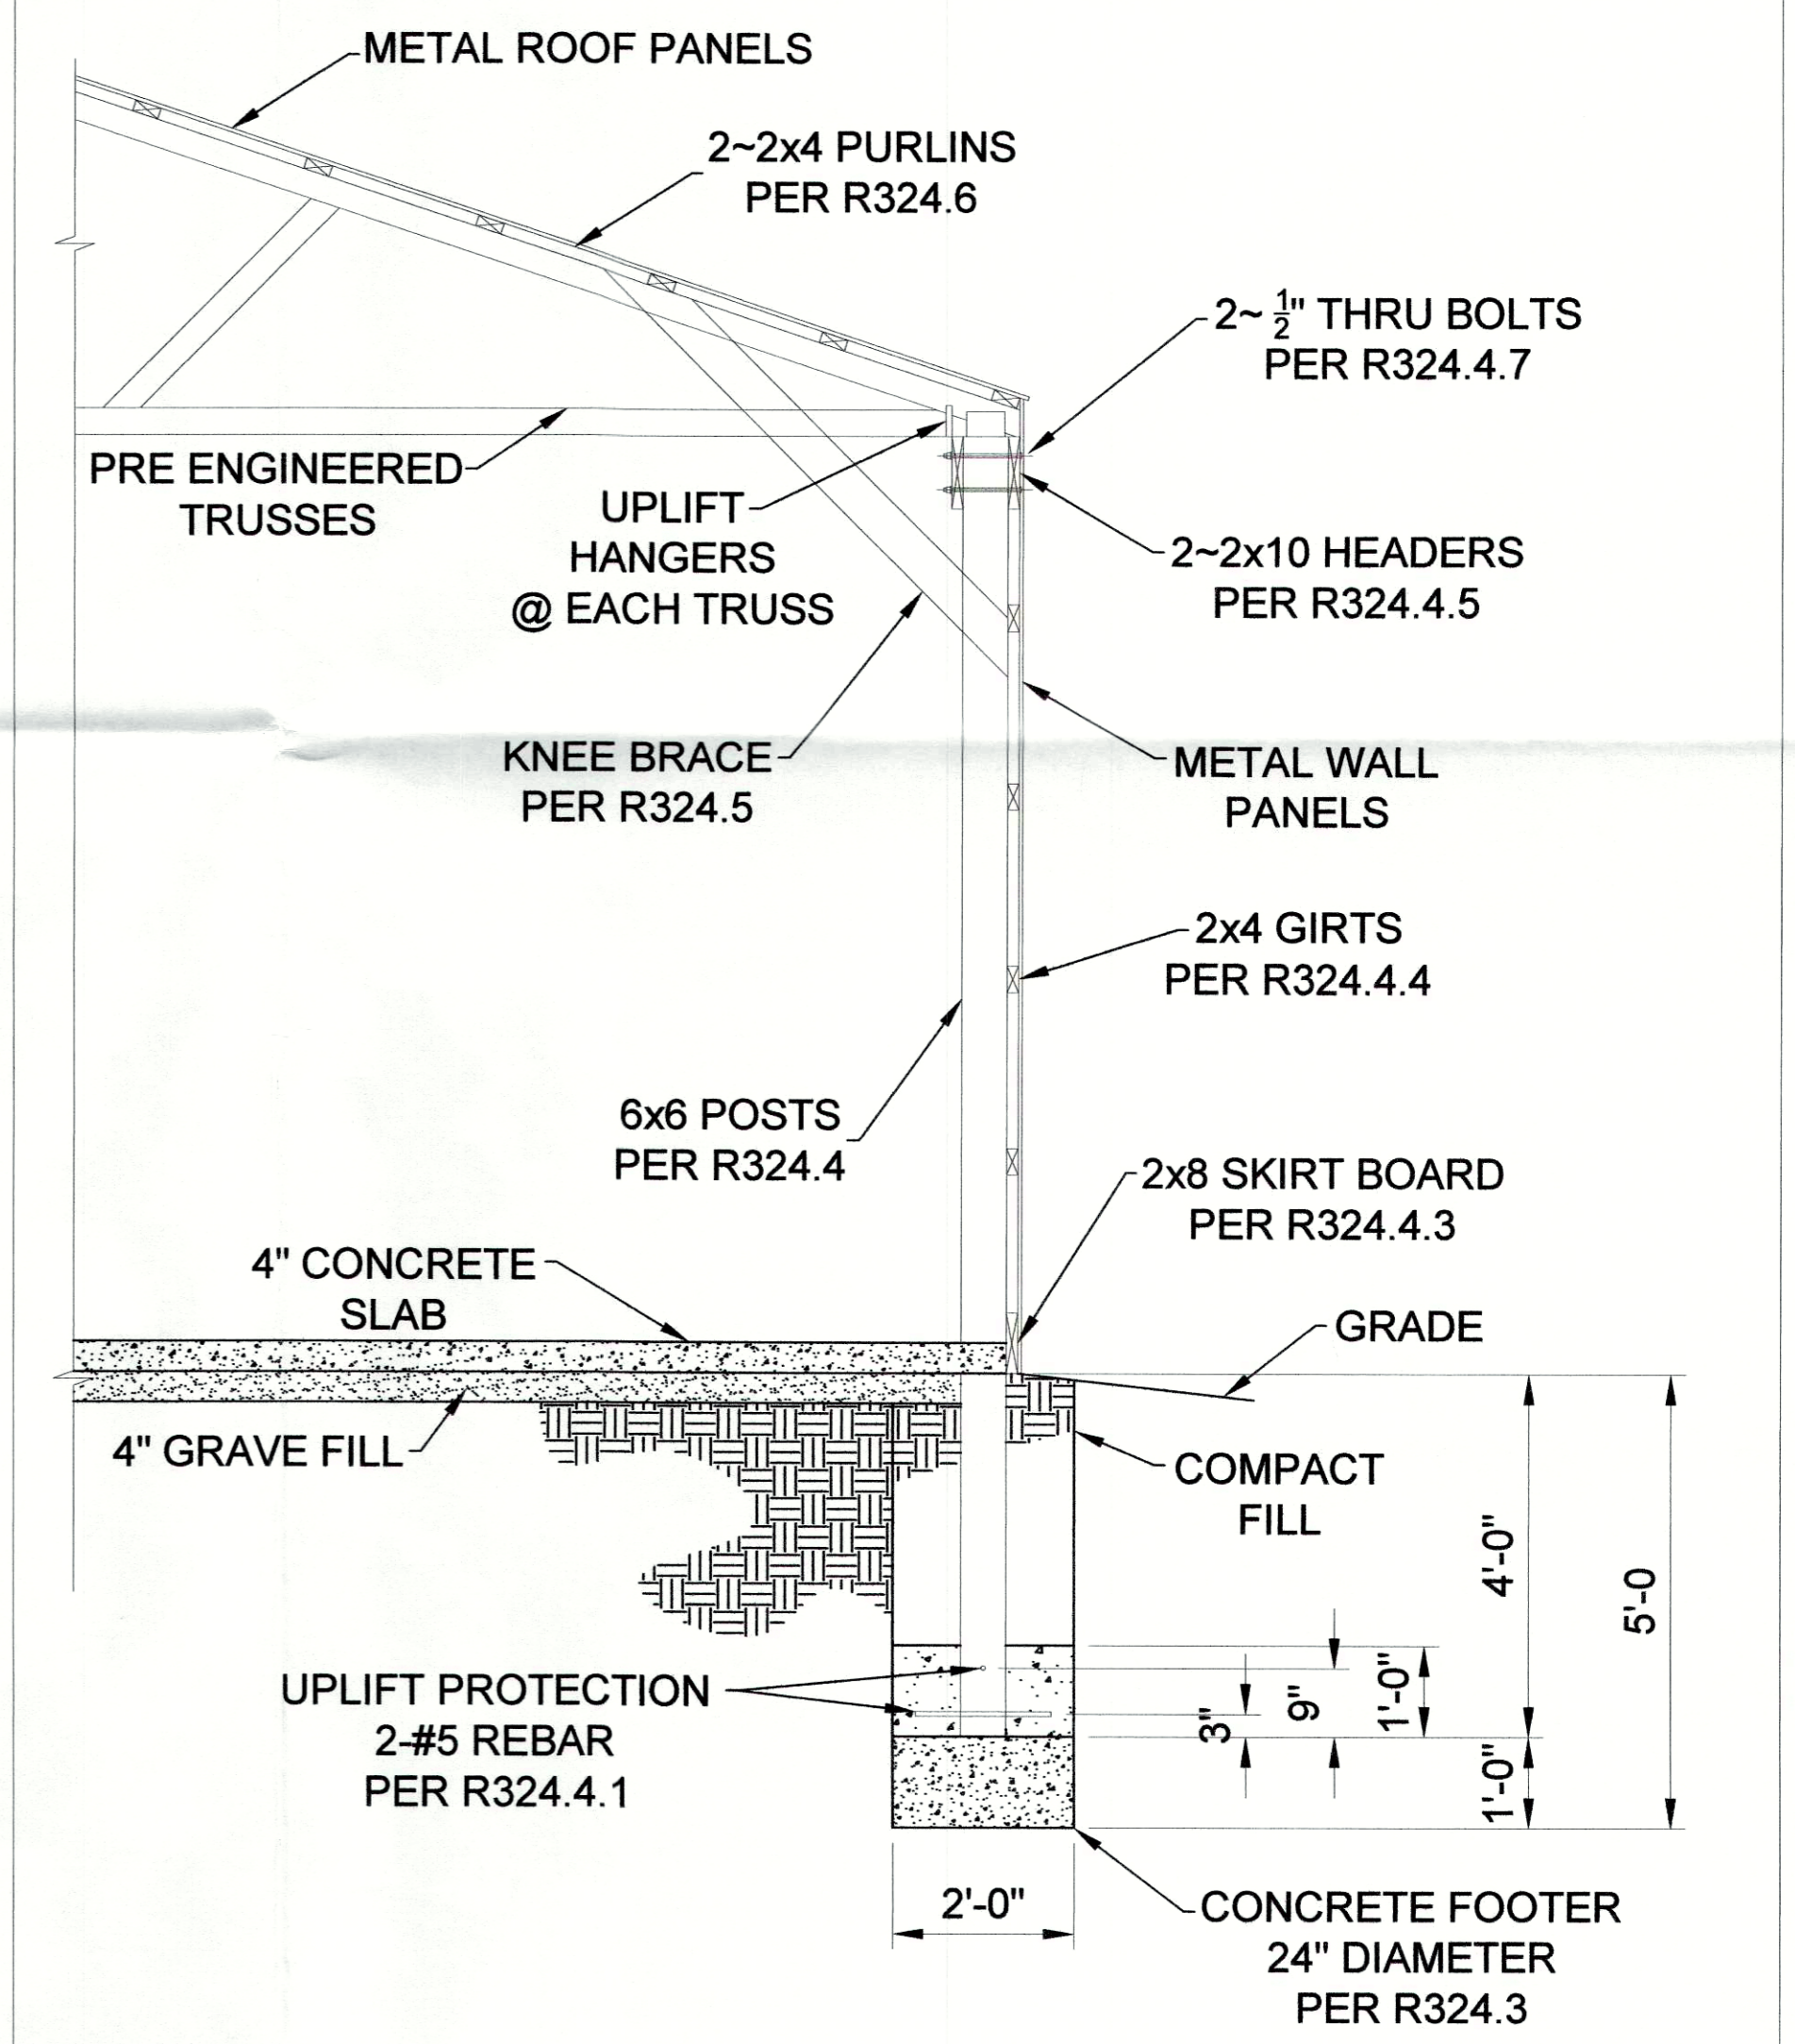 METAL ROOF PANELS
2~2x4 PURLINS
PER R324.6
2~ 1/2" THRU BOLTS
PER R324.4.7
PRE ENGINEERED
TRUSSES
UPLIFT
HANGERS
@ EACH TRUSS
2~2x10 HEADERS
PER R324.4.5
KNEE BRACE
PER R324.5
METAL WALL
PANELS
2x4 GIRTS
PER R324.4.4
6x6 POSTS
PER R324.4
2x8 SKIRT BOARD
PER R324.4.3
4" CONCRETE
SLAB
GRADE
4" GRAVE FILL
COMPACT
FILL
4'-0"
5'-0
UPLIFT PROTECTION
2-#5 REBAR
PER R324.4.1
3"
9"
1'-0"
1'-0"
2'-0"
CONCRETE FOOTER
24" DIAMETER
PER R324.3